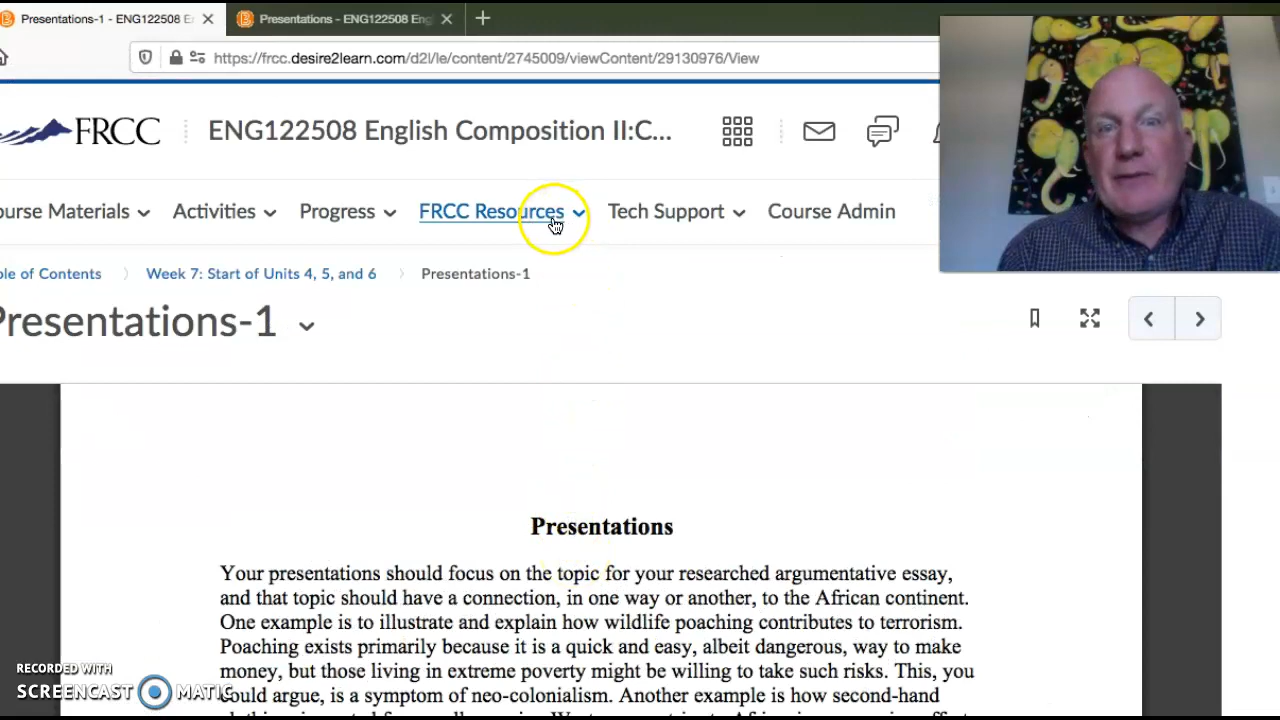 Presentations-1 - ENG122508 E
Presentations - ENG122508 Eng
https://frcc.desire2learn.com/d2l/le/content/2745009/viewContent/29130976/View
FRCC
ENG122508 English Composition II:C...
ourse Materials
Activities
Progress
FRCC Resources
Tech Support
Course Admin
ble of Contents
Week 7: Start of Units 4, 5, and 6
Presentations-1
Presentations-1
Presentations
Your presentations should focus on the topic for your researched argumentative essay,
and that topic should have a connection, in one way or another, to the African continent.
One example is to illustrate and explain how wildlife poaching contributes to terrorism.
Poaching exists primarily because it is a quick and easy, albeit dangerous, way to make
money, but those living in extreme poverty might be willing to take such risks. This, you
could argue, is a symptom of neo-colonialism. Another example is how second-hand
RECORDED WITH
SCREENCAST MATIC